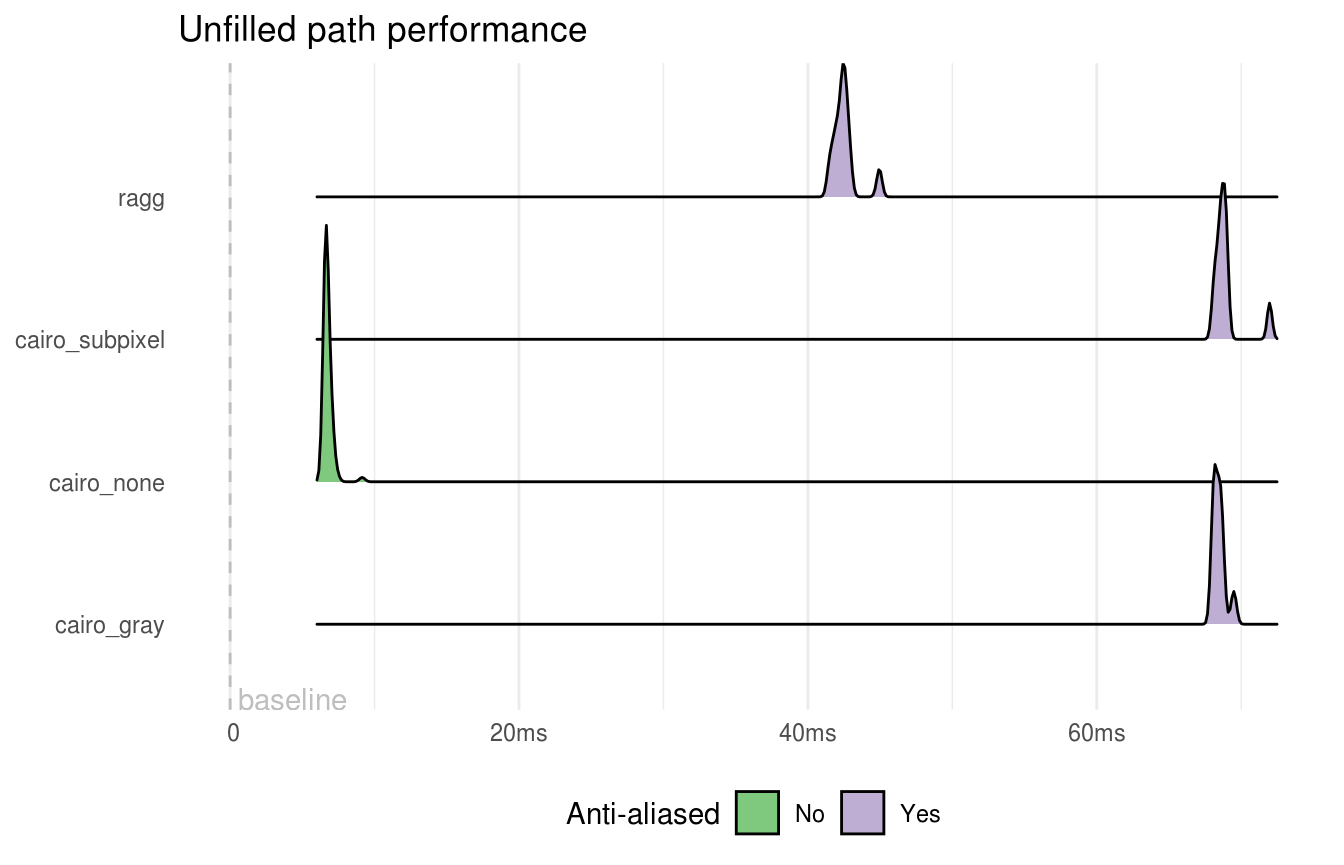 Unfilled path performance
ragg
cairo_subpixel
cairo_none
cairo_gray
baseline
0 20ms 40ms 60ms
Anti-aliased No Yes